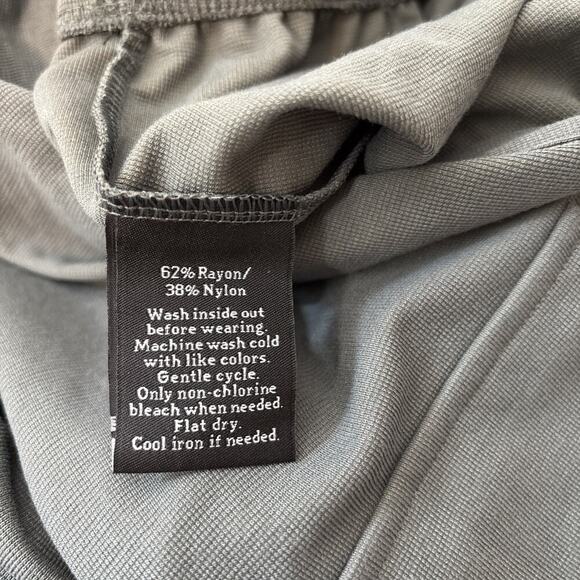 62% Rayon/
38% Nylon
Wash inside out
before wearing.
Machine wash cold
with like colors.
Gentle cycle.
Only non-chlorine
bleach when needed.
Flat dry.
Cool iron if needed.